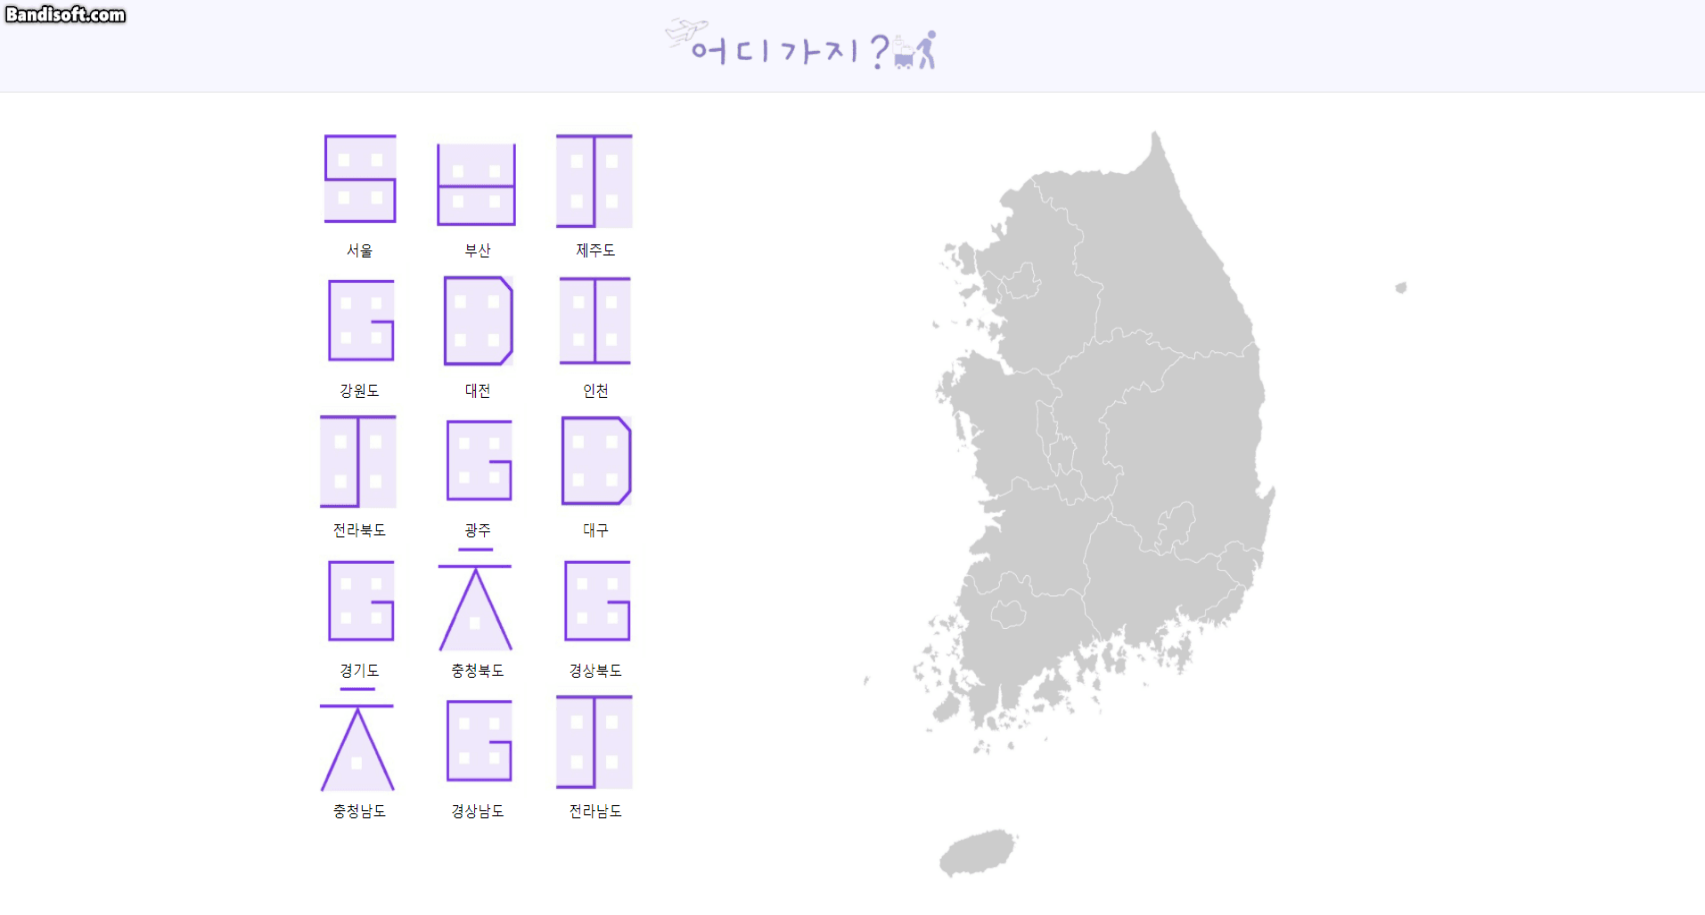 Bandisoft.com
어디가지?
서울 부산 제주도
강원도 대전 인천
전라북도 광주 대구
경기도 충청북도 경상북도
충청남도 경상남도 전라남도